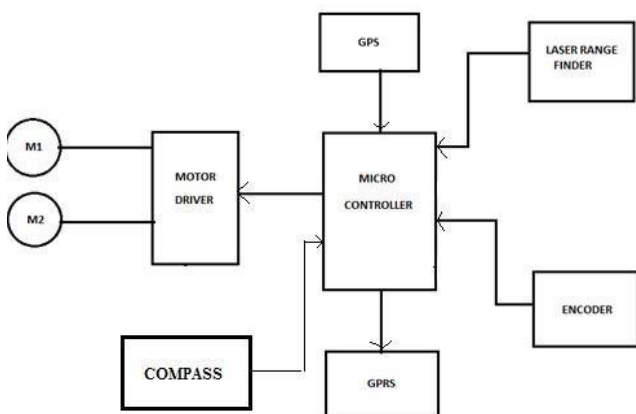 GPS
LASER RANGE
FINDER
M1
MOTOR
DRIVER
MICRO
CONTROLLER
M2
ENCODER
COMPASS
GPRS